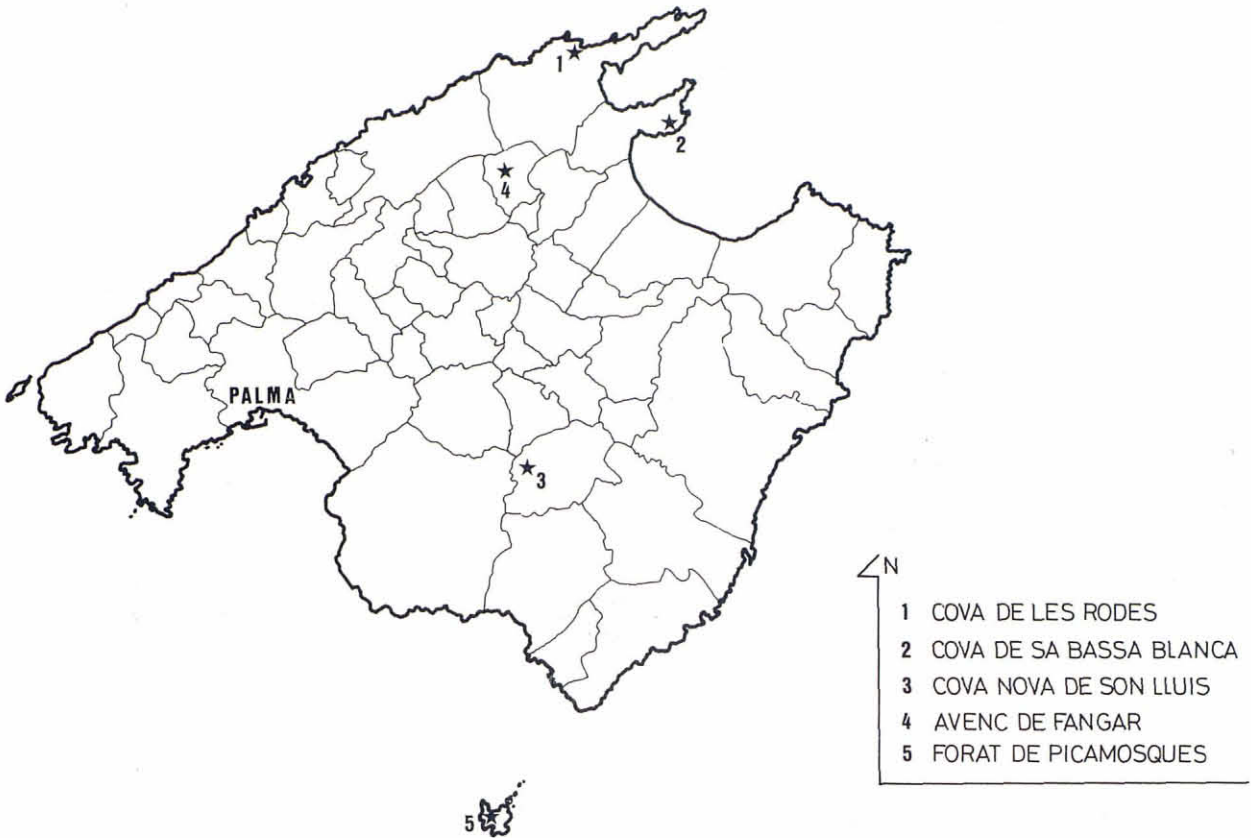 1
2
4
PALMA
3
5
N
1 COVA DE LES RODES
2 COVA DE SA BASSA BLANCA
3 COVA NOVA DE SON LLUIS
4 AVENC DE FANGAR
5 FORAT DE PICAMOSQUES